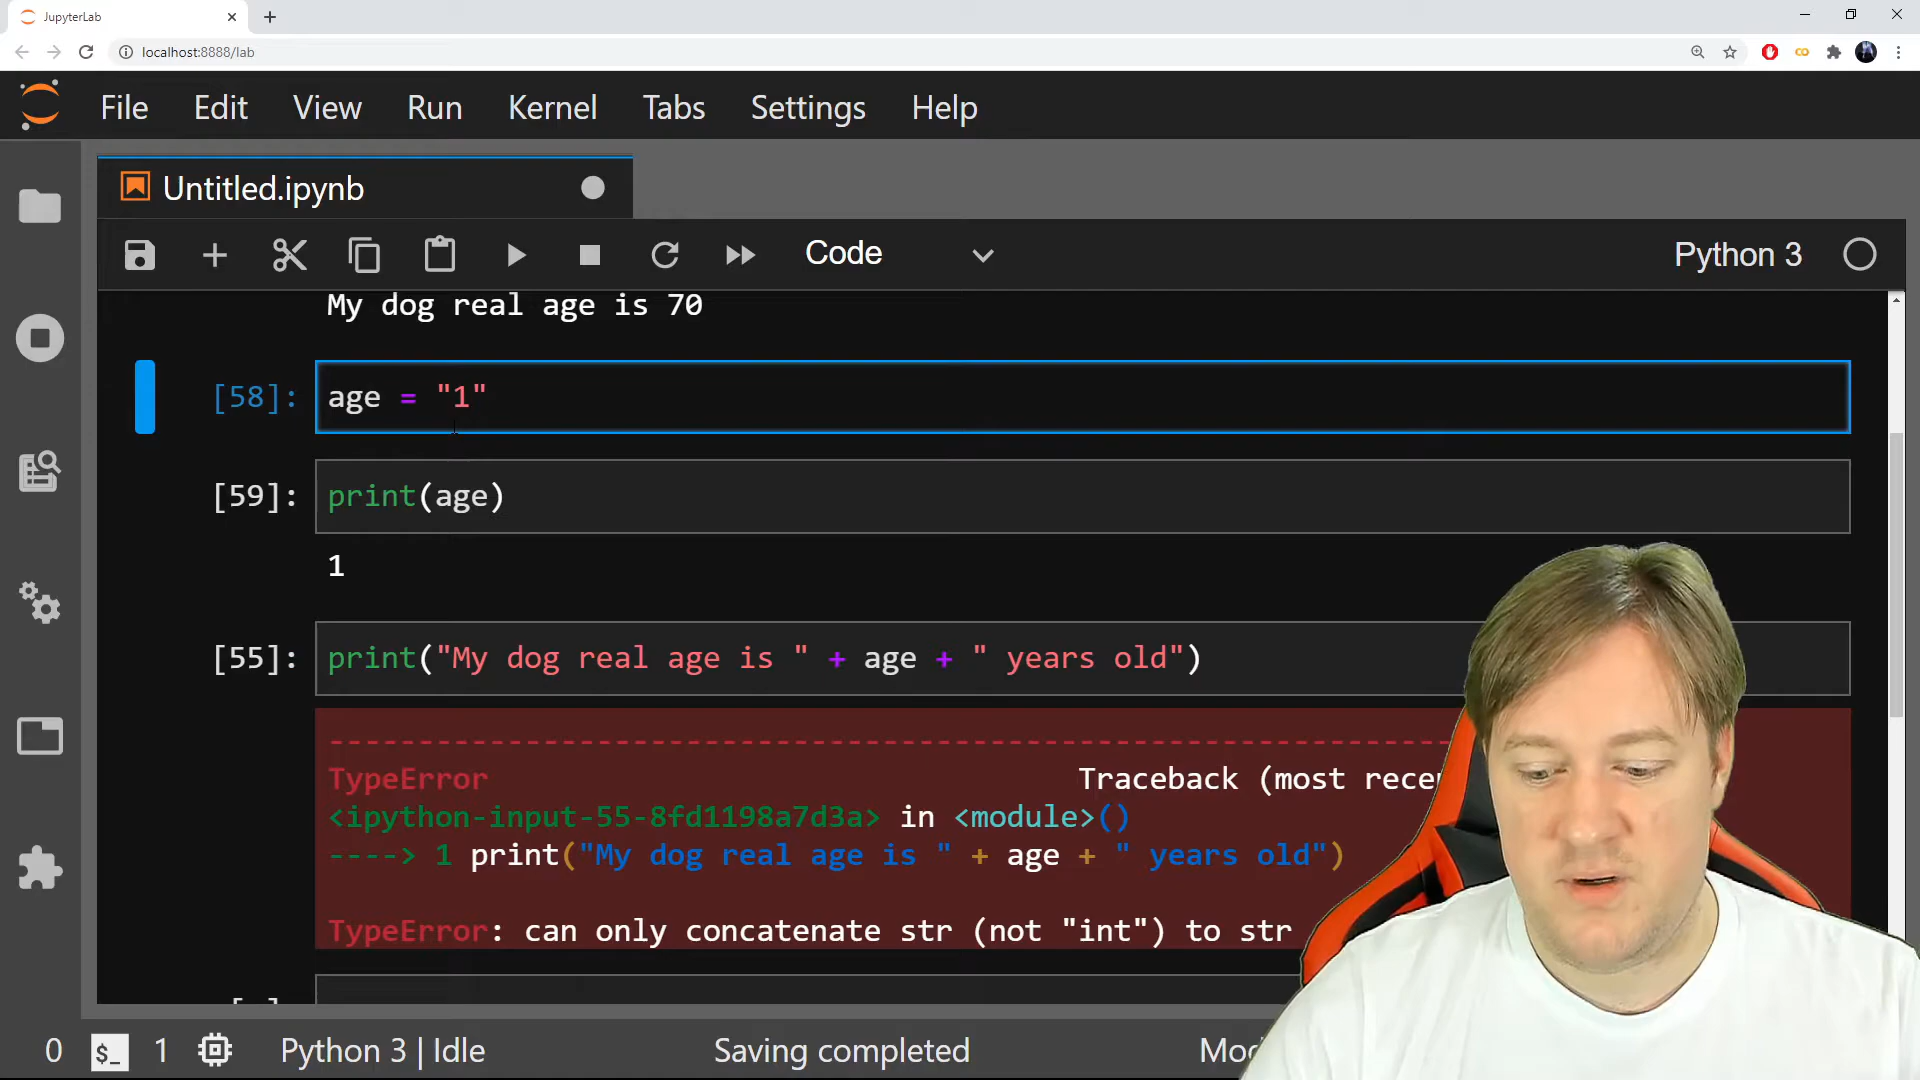 JupyterLab
localhost:8888/lab
File Edit View Run Kernel Tabs Settings Help
Untitled.ipynb
Code Python 3
My dog real age is 70
[58]: age = "1"
[59]: print(age)
1
[55]: print("My dog real age is " + age + " years old")
--------------------------------------------------------------
TypeError Traceback (most
<ipython-input-55-8fd1198a7d3a> in <module>()
----> 1 print("My dog real age is " + age + " years old")
TypeError: can only concatenate str (not "int") to str
0 $_ 1 Python 3 | Idle Saving completed